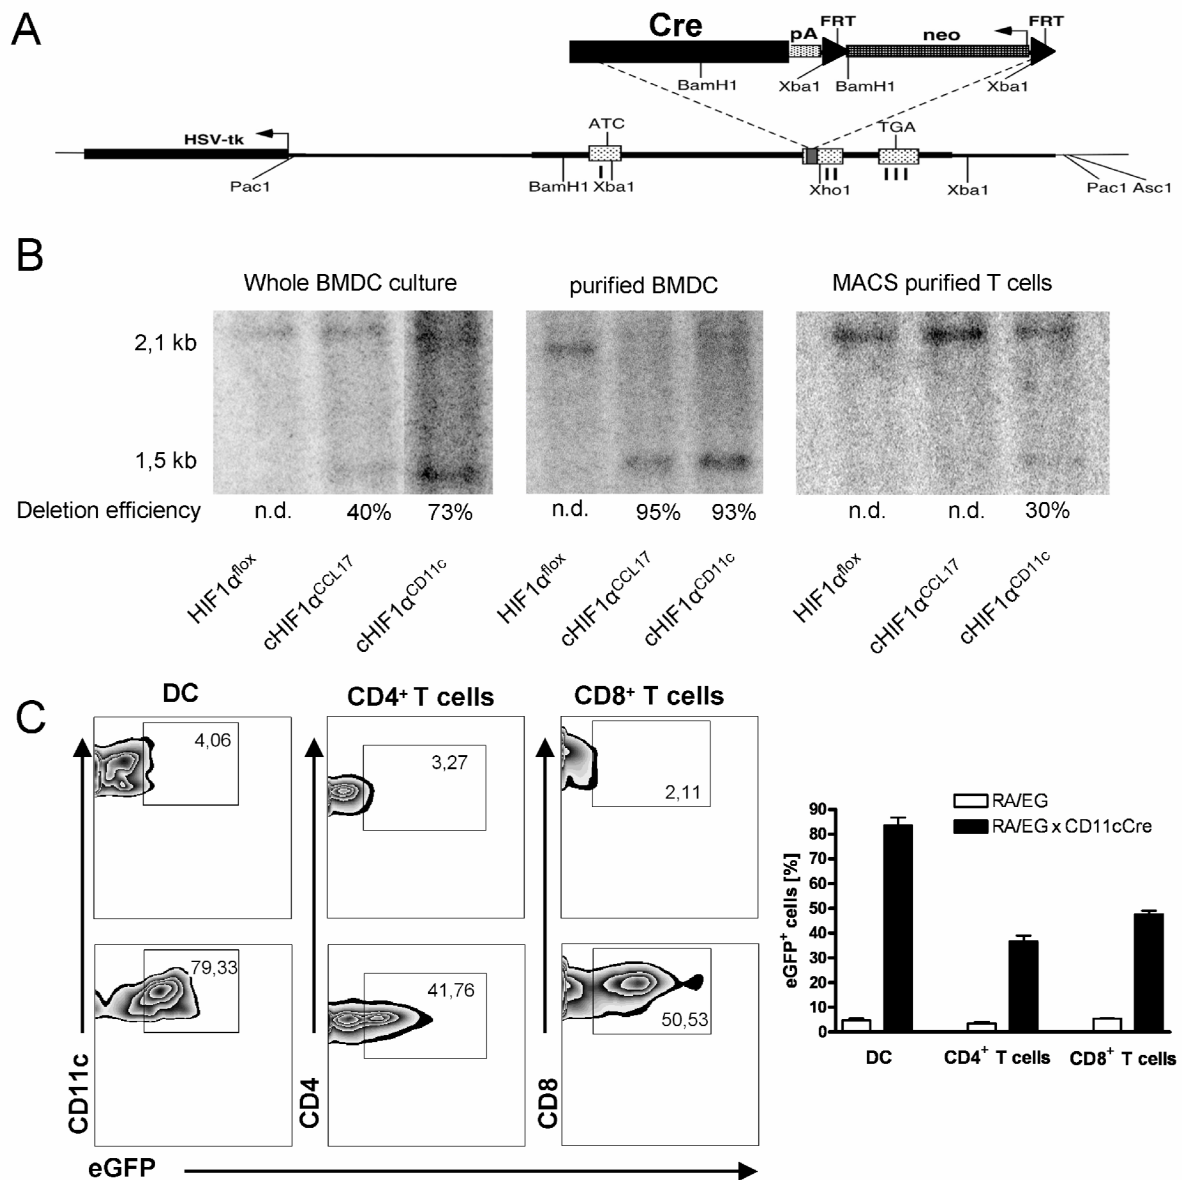 A
Cre
pA
FRT
neo
FRT
BamH1
Xba1
BamH1
Xba1
HSV-tk
ATC
TGA
Pac1
BamH1
Xba1
Xho1
Xba1
Pac1
Asc1
B
Whole BMDC culture
purified BMDC
MACS purified T cells
2,1 kb
1,5 kb
Deletion efficiency
n.d.
40%
73%
n.d.
95%
93%
n.d.
n.d.
30%
HIF1α^flox
cHIF1α^CCL17
cHIF1α^CD11c
HIF1α^flox
cHIF1α^CCL17
cHIF1α^CD11c
HIF1α^flox
cHIF1α^CCL17
cHIF1α^CD11c
C
DC
CD4⁺ T cells
CD8⁺ T cells
4,06
3,27
2,11
79,33
41,76
50,53
CD11c
CD4
CD8
eGFP
RA/EG
RA/EG x CD11cCre
eGFP⁺ cells [%]
90
80
70
60
50
40
30
20
10
0
DC
CD4⁺ T cells
CD8⁺ T cells